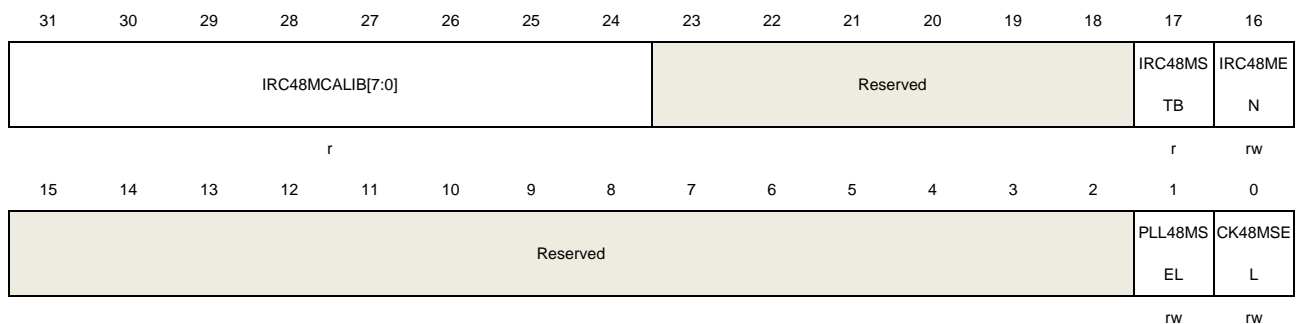 31 30 29 28 27 26 25 24 23 22 21 20 19 18 17 16
IRC48MCALIB[7:0] Reserved IRC48MS IRC48ME
TB N
r r rw
15 14 13 12 11 10 9 8 7 6 5 4 3 2 1 0
Reserved PLL48MS CK48MSE
EL L
rw rw